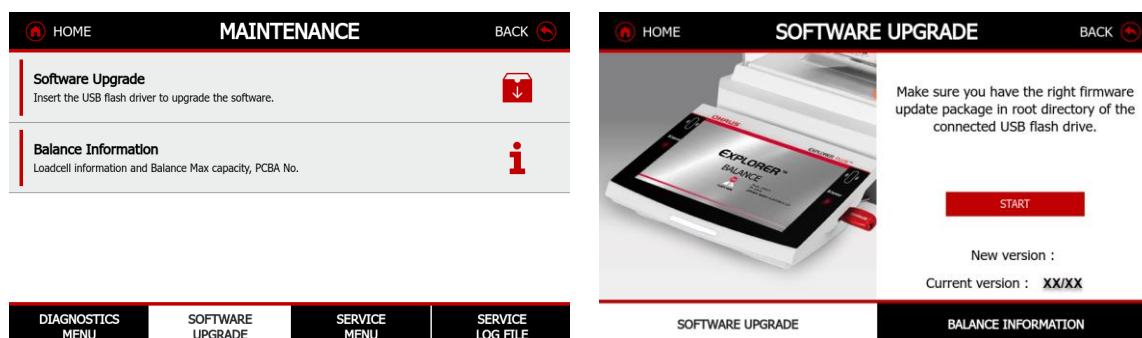 HOME
MAINTENANCE
BACK
Software Upgrade
Insert the USB flash driver to upgrade the software.
Balance Information
Loadcell information and Balance Max capacity, PCBA No.
DIAGNOSTICS
MENU
SOFTWARE
UPGRADE
SERVICE
MENU
SERVICE
LOG FILE
HOME
SOFTWARE UPGRADE
BACK
OHAUS
EXPLORER™
BALANCE
Make sure you have the right firmware
update package in root directory of the
connected USB flash drive.
START
New version :
Current version : XX/XX
SOFTWARE UPGRADE
BALANCE INFORMATION